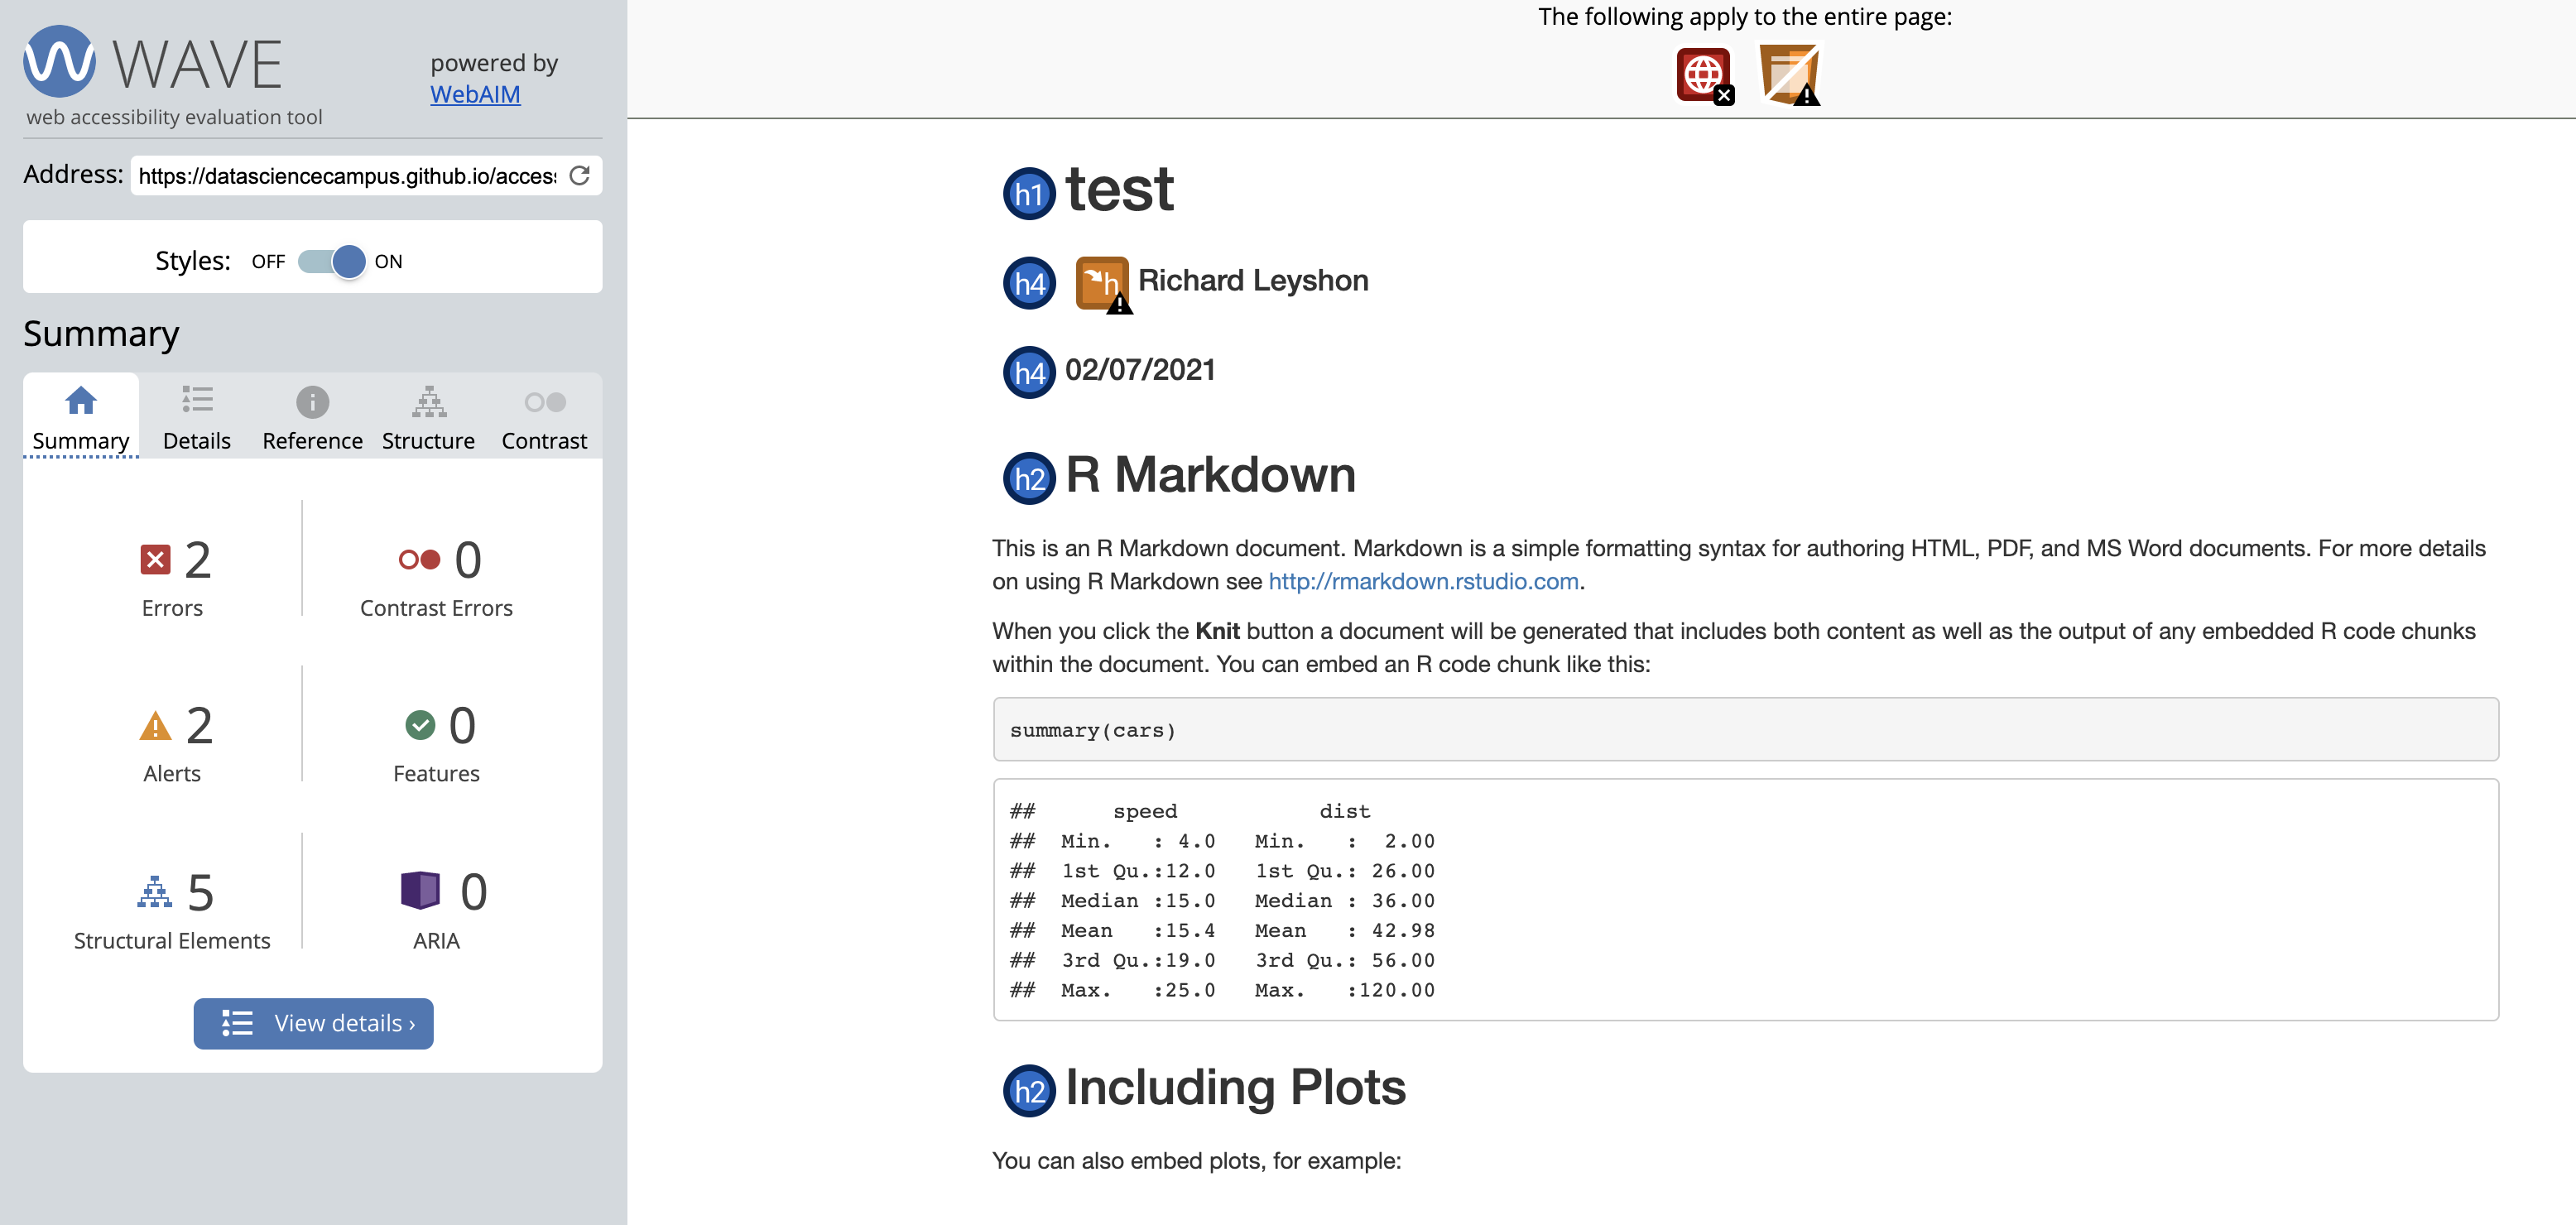 WAVE
powered by
WebAIM
web accessibility evaluation tool
Address: https://datasciencecampus.github.io/access
Styles: OFF ON
Summary
Summary Details Reference Structure Contrast
2 0
Errors Contrast Errors
2 0
Alerts Features
5 0
Structural Elements ARIA
View details ›
The following apply to the entire page:
h1 test
h4 h Richard Leyshon
h4 02/07/2021
h2 R Markdown
This is an R Markdown document. Markdown is a simple formatting syntax for authoring HTML, PDF, and MS Word documents. For more details
on using R Markdown see http://rmarkdown.rstudio.com.
When you click the Knit button a document will be generated that includes both content as well as the output of any embedded R code chunks
within the document. You can embed an R code chunk like this:
summary(cars)
##      speed           dist
##  Min.   : 4.0   Min.   :  2.00
##  1st Qu.:12.0   1st Qu.: 26.00
##  Median :15.0   Median : 36.00
##  Mean   :15.4   Mean   : 42.98
##  3rd Qu.:19.0   3rd Qu.: 56.00
##  Max.   :25.0   Max.   :120.00
h2 Including Plots
You can also embed plots, for example: